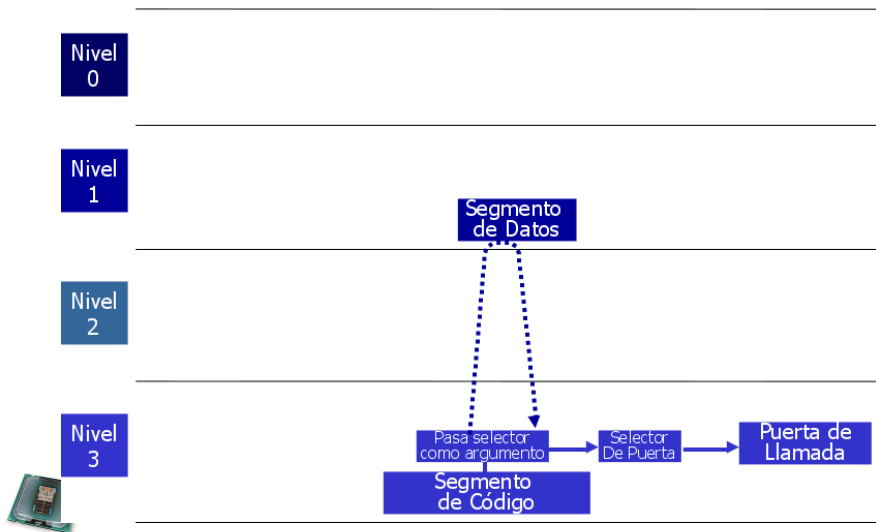 Nivel
0
Nivel
1
Segmento
de Datos
Nivel
2
Nivel
3
Pasa selector
como argumento
Selector
De Puerta
Puerta de
Llamada
Segmento
de Código